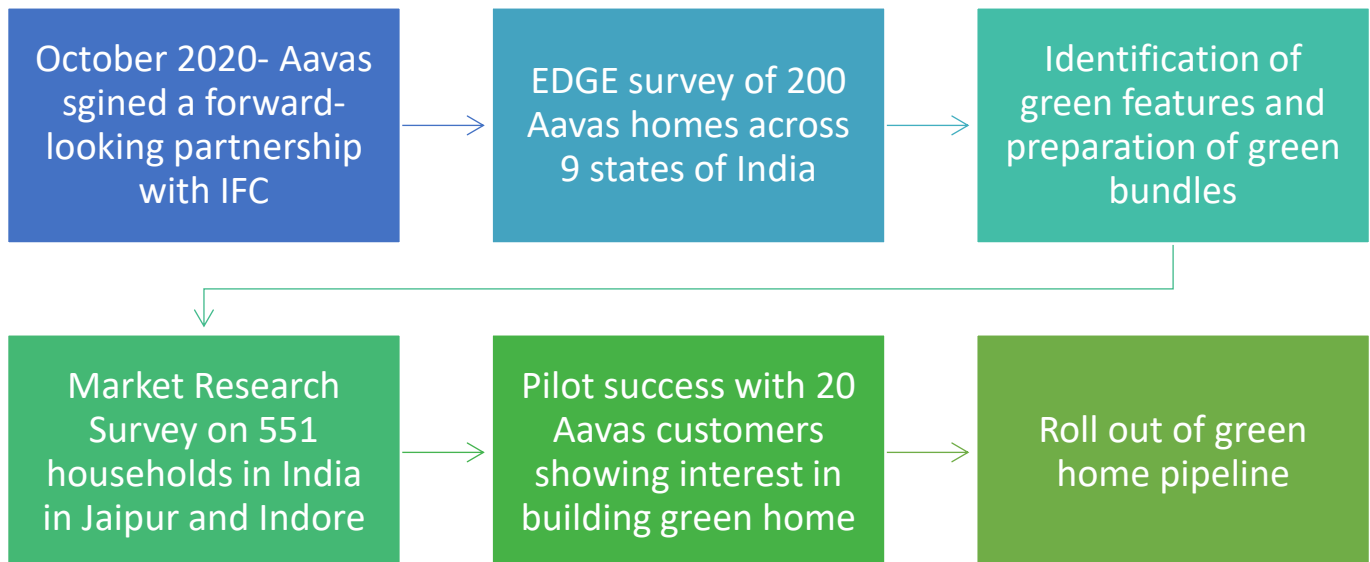 October 2020- Aavas
sgined a forward-
looking partnership
with IFC
EDGE survey of 200
Aavas homes across
9 states of India
Identification of
green features and
preparation of green
bundles
Market Research
Survey on 551
households in India
in Jaipur and Indore
Pilot success with 20
Aavas customers
showing interest in
building green home
Roll out of green
home pipeline